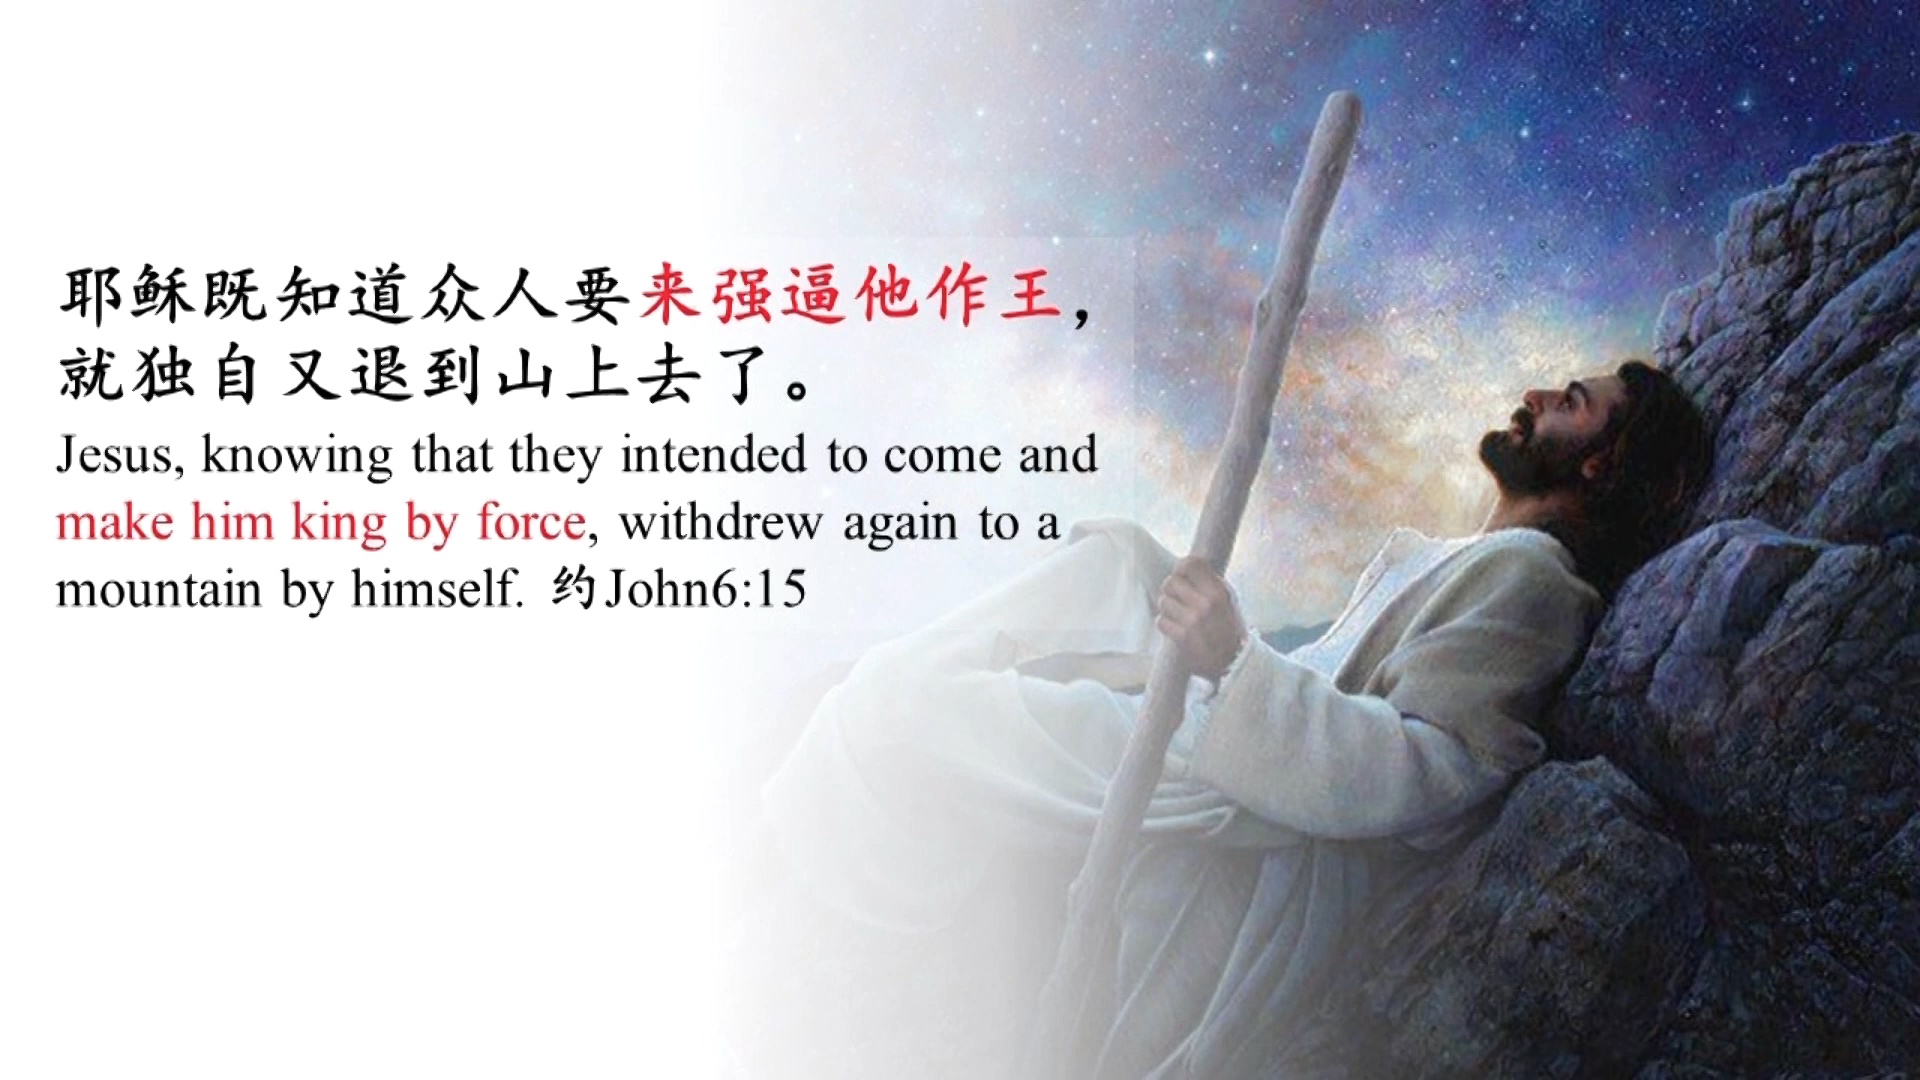 耶稣既知道众人要来强逼他作王，
就独自又退到山上去了。
Jesus, knowing that they intended to come and
make him king by force, withdrew again to a
mountain by himself. 约John6:15